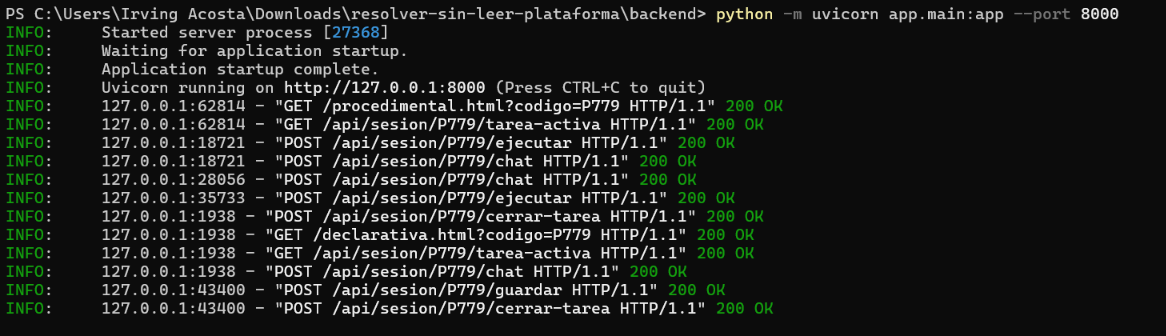 PS C:\Users\Irving Acosta\Downloads\resolver-sin-leer-plataforma\backend> python -m uvicorn app.main:app --port 8000
INFO:     Started server process [27368]
INFO:     Waiting for application startup.
INFO:     Application startup complete.
INFO:     Uvicorn running on http://127.0.0.1:8000 (Press CTRL+C to quit)
INFO:     127.0.0.1:62814 - "GET /procedimental.html?codigo=P779 HTTP/1.1" 200 OK
INFO:     127.0.0.1:62814 - "GET /api/sesion/P779/tarea-activa HTTP/1.1" 200 OK
INFO:     127.0.0.1:18721 - "POST /api/sesion/P779/ejecutar HTTP/1.1" 200 OK
INFO:     127.0.0.1:18721 - "POST /api/sesion/P779/chat HTTP/1.1" 200 OK
INFO:     127.0.0.1:28056 - "POST /api/sesion/P779/chat HTTP/1.1" 200 OK
INFO:     127.0.0.1:35733 - "POST /api/sesion/P779/ejecutar HTTP/1.1" 200 OK
INFO:     127.0.0.1:1938 - "POST /api/sesion/P779/cerrar-tarea HTTP/1.1" 200 OK
INFO:     127.0.0.1:1938 - "GET /declarativa.html?codigo=P779 HTTP/1.1" 200 OK
INFO:     127.0.0.1:1938 - "GET /api/sesion/P779/tarea-activa HTTP/1.1" 200 OK
INFO:     127.0.0.1:1938 - "POST /api/sesion/P779/chat HTTP/1.1" 200 OK
INFO:     127.0.0.1:43400 - "POST /api/sesion/P779/guardar HTTP/1.1" 200 OK
INFO:     127.0.0.1:43400 - "POST /api/sesion/P779/cerrar-tarea HTTP/1.1" 200 OK